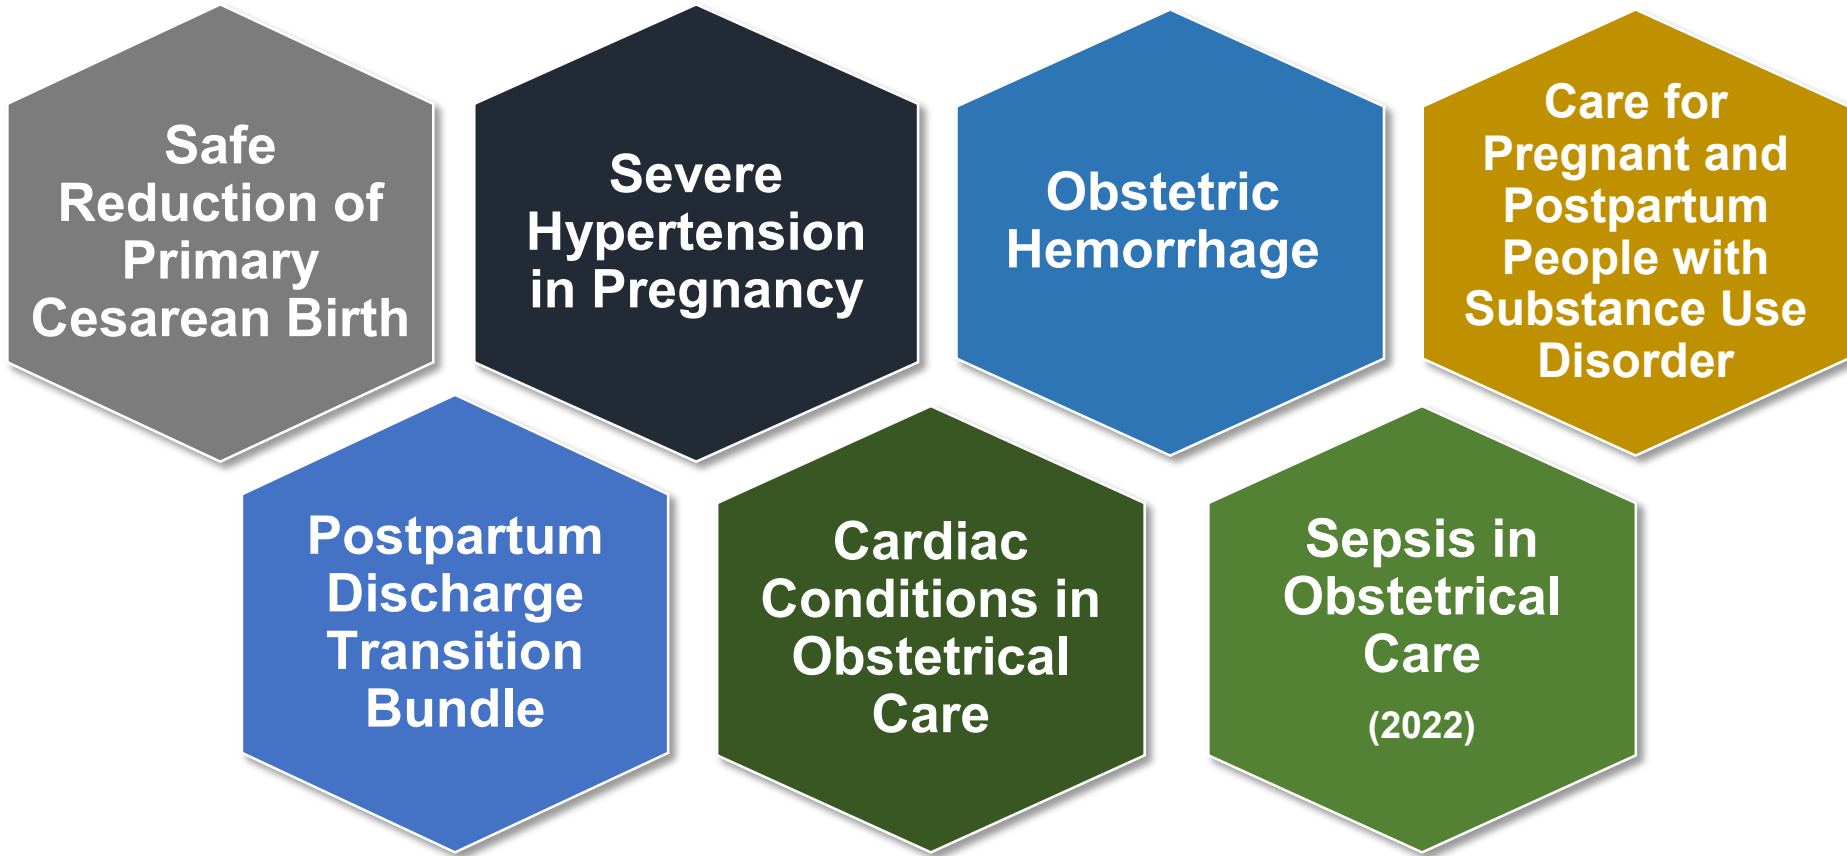 Safe
Reduction of
Primary
Cesarean Birth
Severe
Hypertension
in Pregnancy
Obstetric
Hemorrhage
Care for
Pregnant and
Postpartum
People with
Substance Use
Disorder
Postpartum
Discharge
Transition
Bundle
Cardiac
Conditions in
Obstetrical
Care
Sepsis in
Obstetrical
Care
(2022)